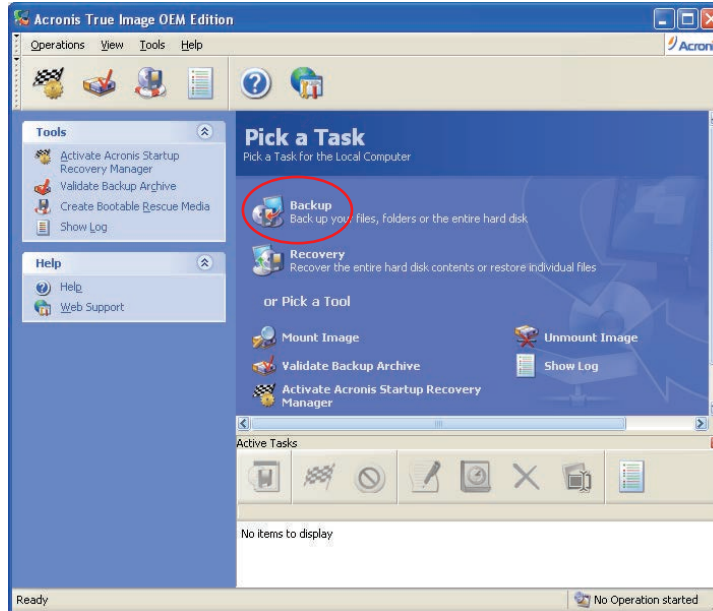 Acronis True Image OEM Edition
Operations View Tools Help
Acroni
Tools
Activate Acronis Startup
Recovery Manager
Validate Backup Archive
Create Bootable Rescue Media
Show Log
Help
Help
Web Support
Pick a Task
Pick a Task for the Local Computer
Backup
Back up your files, folders or the entire hard disk
Recovery
Recover the entire hard disk contents or restore individual files
or Pick a Tool
Mount Image
Unmount Image
Validate Backup Archive
Show Log
Activate Acronis Startup Recovery
Manager
Active Tasks
No items to display
Ready
No Operation started